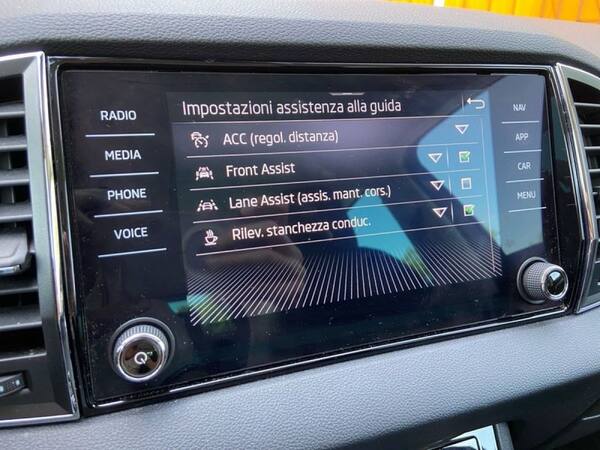 Impostazioni assistenza alla guida
RADIO
MEDIA
PHONE
VOICE
ACC (regol. distanza)
Front Assist
Lane Assist (assis. mant. cors.)
Rilev. stanchezza conduc.
NAV
APP
CAR
MENU